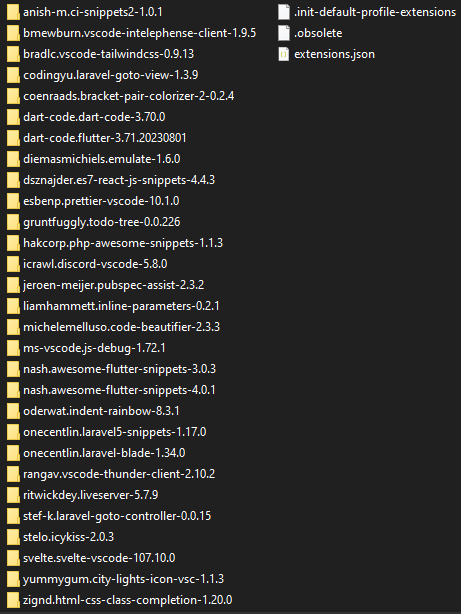 anish-m.ci-snippets2-1.0.1
bmewburn.vscode-intelephense-client-1.9.5
bradlc.vscode-tailwindcss-0.9.13
codingyu.laravel-goto-view-1.3.9
coenraads.bracket-pair-colorizer-2-0.2.4
dart-code.dart-code-3.70.0
dart-code.flutter-3.71.20230801
diemasmichiels.emulate-1.6.0
dsznajder.es7-react-js-snippets-4.4.3
esbenp.prettier-vscode-10.1.0
gruntfuggly.todo-tree-0.0.226
hakcorp.php-awesome-snippets-1.1.3
icrawl.discord-vscode-5.8.0
jeroen-meijer.pubspec-assist-2.3.2
liamhammett.inline-parameters-0.2.1
michelemelluso.code-beautifier-2.3.3
ms-vscode.js-debug-1.72.1
nash.awesome-flutter-snippets-3.0.3
nash.awesome-flutter-snippets-4.0.1
oderwat.indent-rainbow-8.3.1
onecentlin.laravel5-snippets-1.17.0
onecentlin.laravel-blade-1.34.0
rangav.vscode-thunder-client-2.10.2
ritwickdey.liveserver-5.7.9
stef-k.laravel-goto-controller-0.0.15
stelo.icykiss-2.0.3
svelte.svelte-vscode-107.10.0
yummygum.city-lights-icon-vsc-1.1.3
zignd.html-css-class-completion-1.20.0
.init-default-profile-extensions
.obsolete
extensions.json